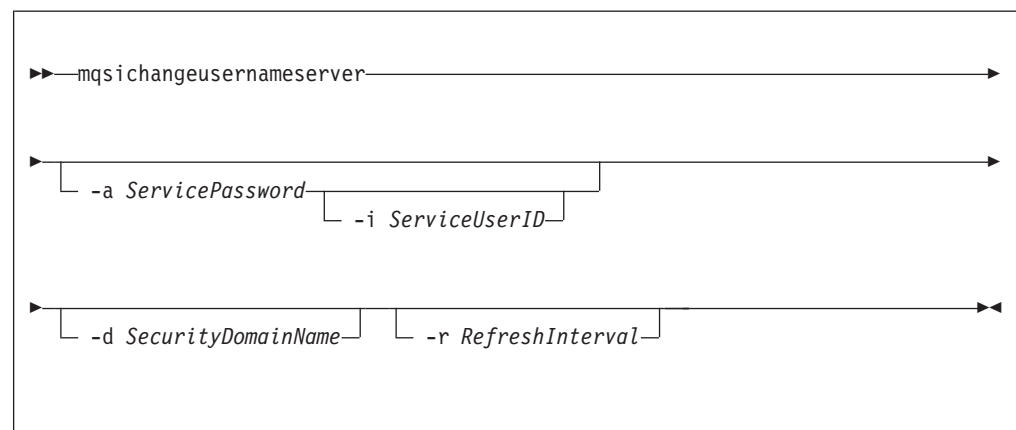 mqsichangeusernameserver
-a ServicePassword
-i ServiceUserID
-d SecurityDomainName -r RefreshInterval